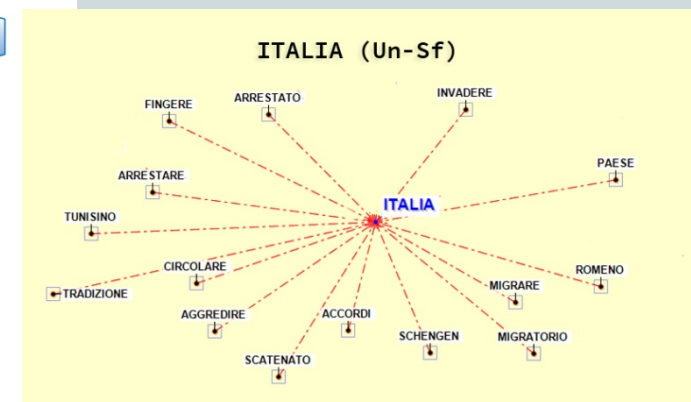 ITALIA (Un-Sf)
FINGERE
ARRESTATO
INVADERE
ARRESTARE
PAESE
TUNISINO
ITALIA
CIRCOLARE
ROMENO
TRADIZIONE
MIGRARE
AGGREDIRE
ACCORDI
SCHENGEN
MIGRATORIO
SCATENATO